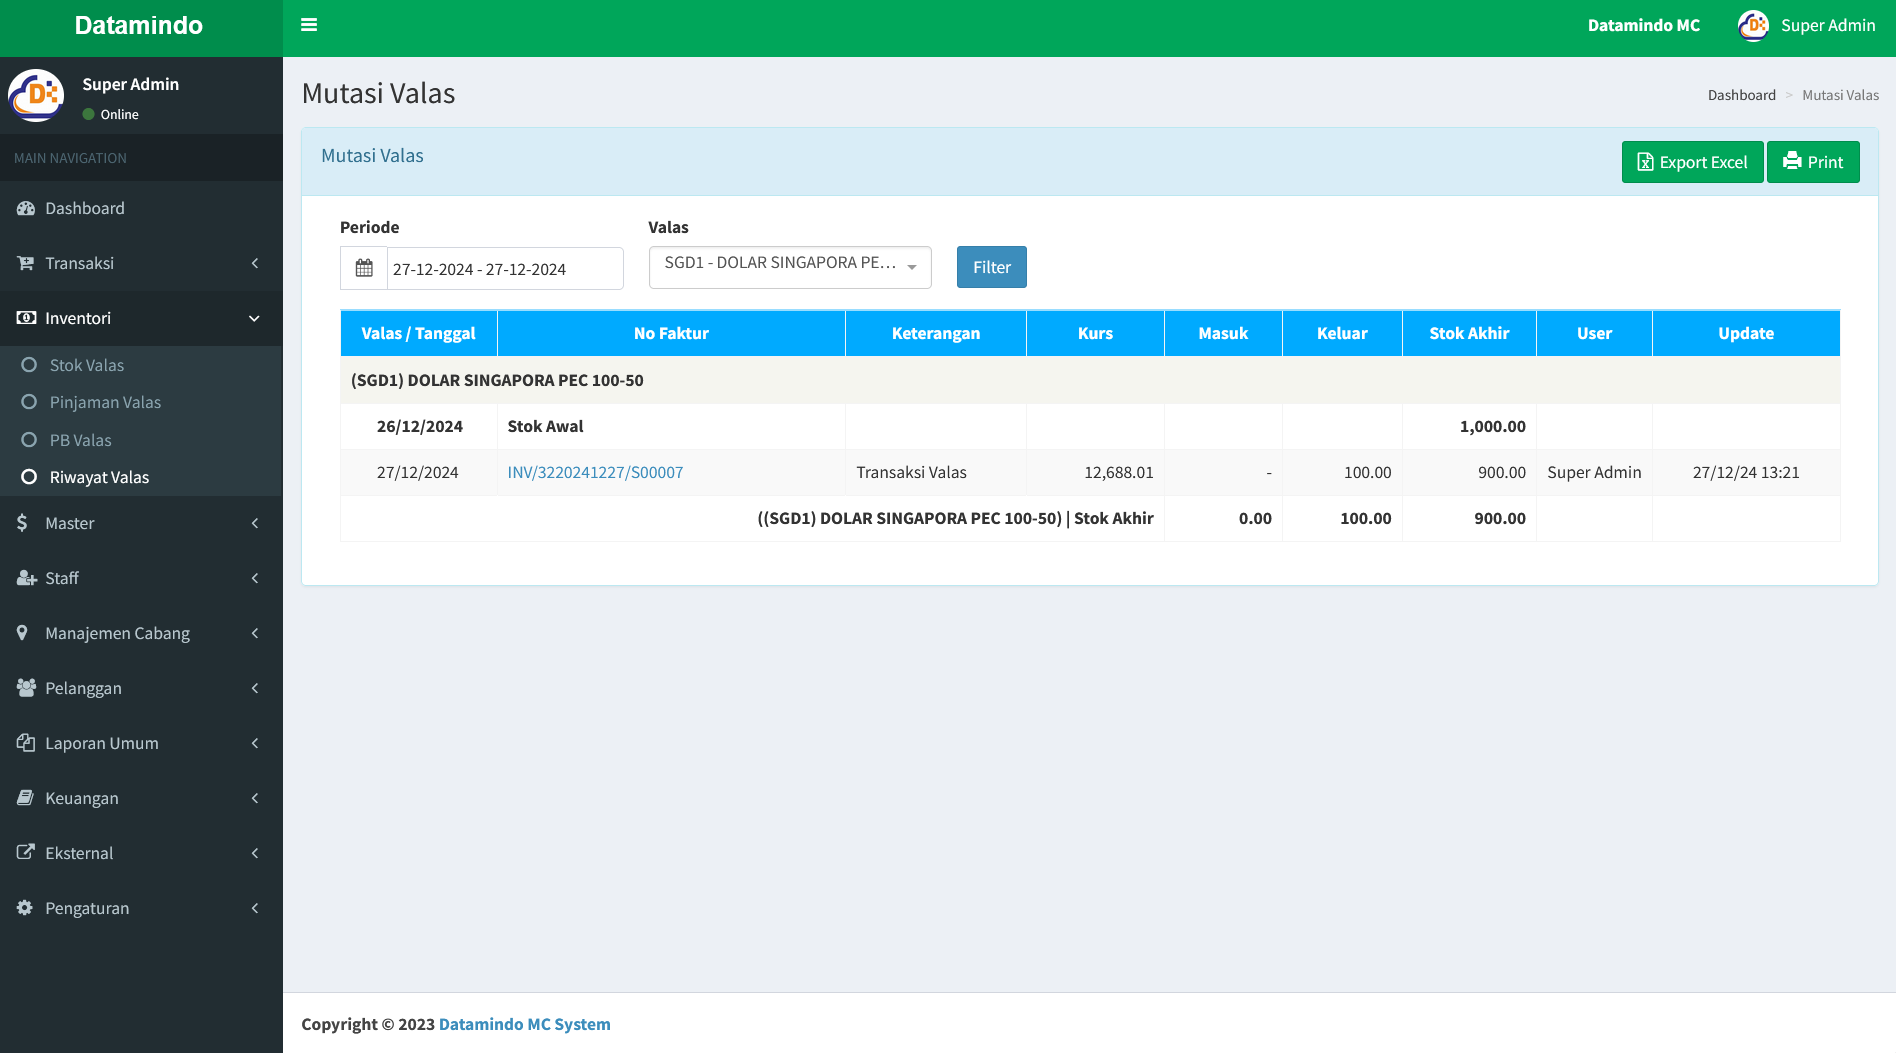 Datamindo
Datamindo MC
Super Admin
Super Admin
Online
MAIN NAVIGATION
Dashboard
Transaksi
Inventori
Stok Valas
Pinjaman Valas
PB Valas
Riwayat Valas
Master
Staff
Manajemen Cabang
Pelanggan
Laporan Umum
Keuangan
Eksternal
Pengaturan
Mutasi Valas
Dashboard > Mutasi Valas
Mutasi Valas
Export Excel
Print
Periode
Valas
27-12-2024 - 27-12-2024
SGD1 - DOLAR SINGAPORA PE...
Filter
Valas / Tanggal No Faktur Keterangan Kurs Masuk Keluar Stok Akhir User Update
(SGD1) DOLAR SINGAPORA PEC 100-50
26/12/2024 Stok Awal 1,000.00
27/12/2024 INV/3220241227/S00007 Transaksi Valas 12,688.01 - 100.00 900.00 Super Admin 27/12/24 13:21
((SGD1) DOLAR SINGAPORA PEC 100-50) | Stok Akhir 0.00 100.00 900.00
Copyright © 2023 Datamindo MC System